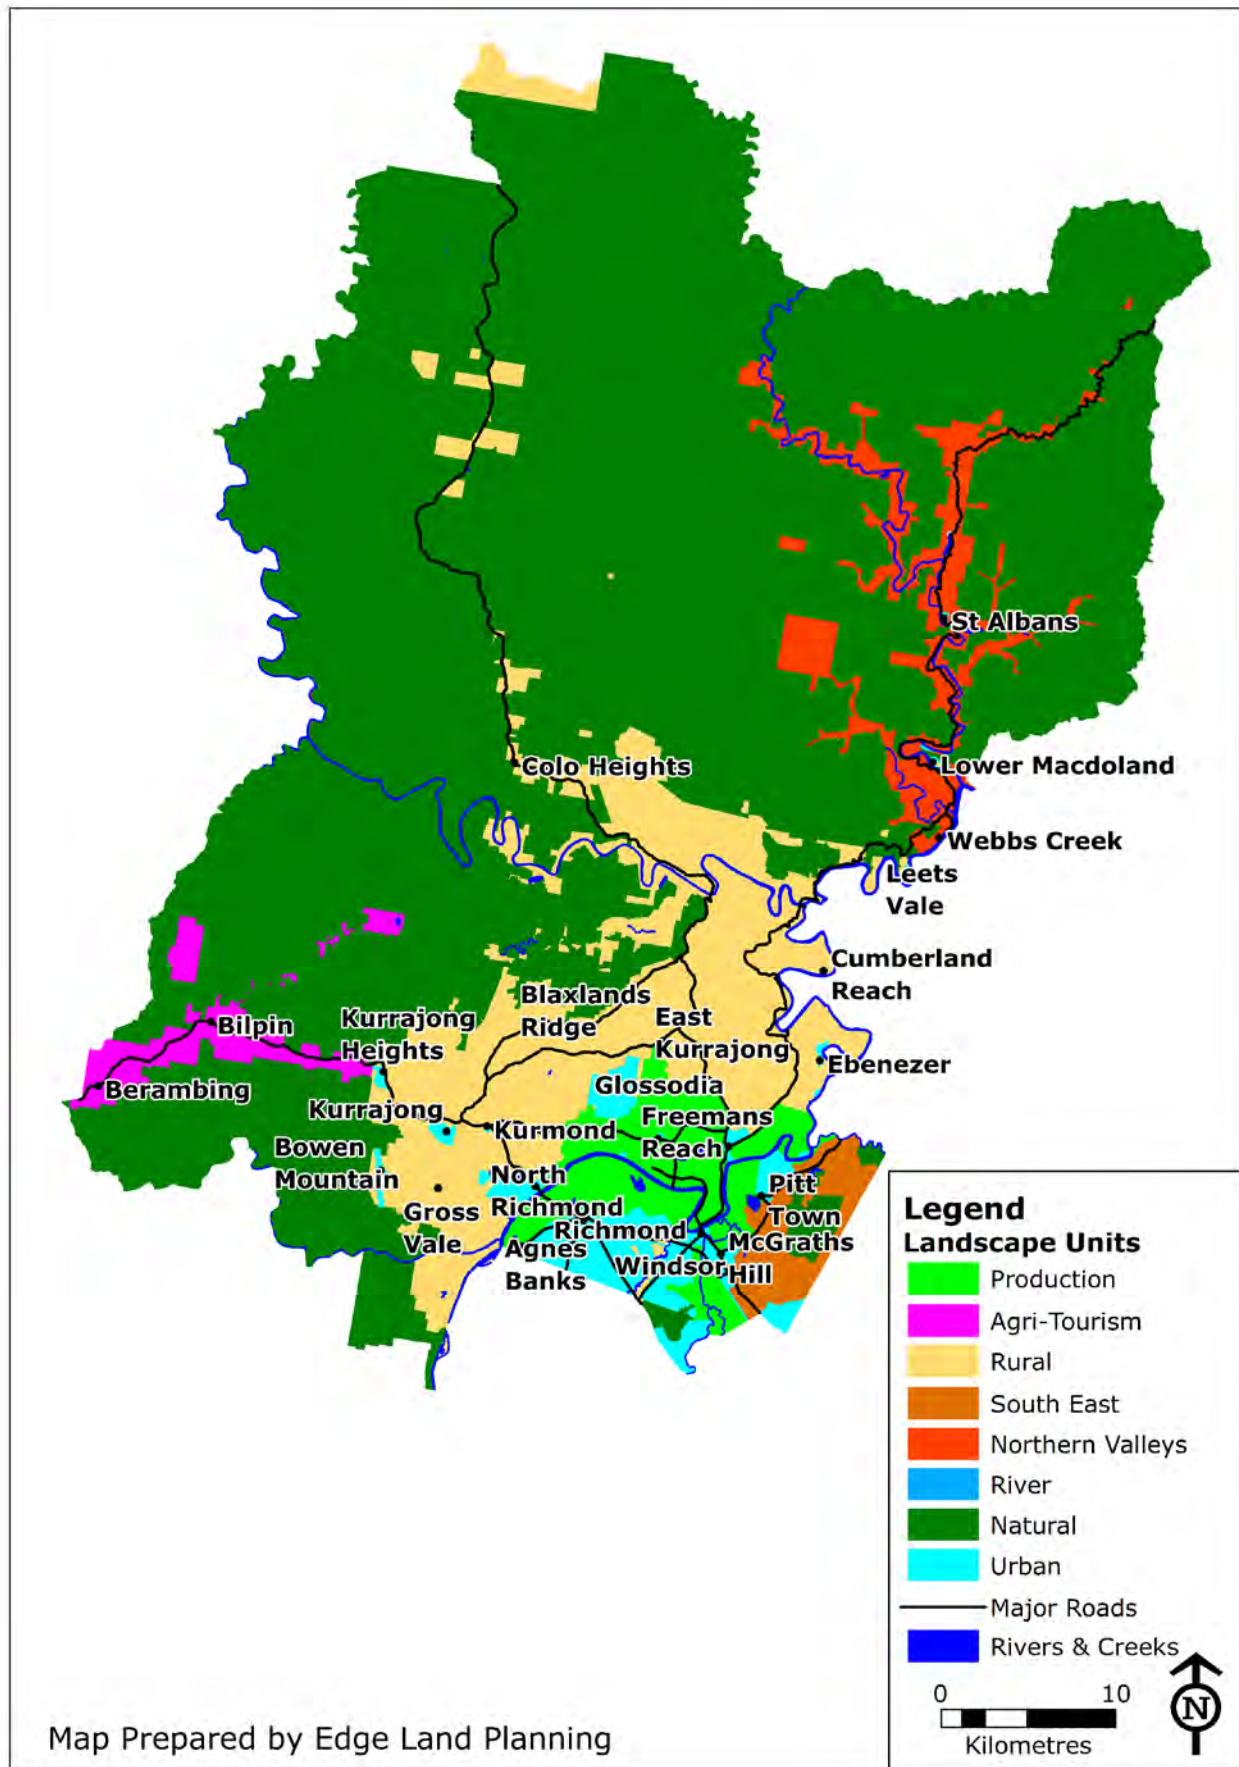 St Albans
Colo Heights
Lower Macdoland
Webbs Creek
Leets
Vale
Cumberland
Reach
Blaxlands
Ridge
East
Kurrajong
Kurrajong
Heights
Bilpin
Berambing
Ebenezer
Glossodia
Kurrajong
Kurmond
Freemans
Reach
Bowen
Mountain
North
Richmond
Pitt
Town
Gross
Vale
Richmond
McGraths
Hill
Agnes
Banks
Windsor
Legend
Landscape Units
Production
Agri-Tourism
Rural
South East
Northern Valleys
River
Natural
Urban
Major Roads
Rivers & Creeks
0 10
Kilometres
N
Map Prepared by Edge Land Planning